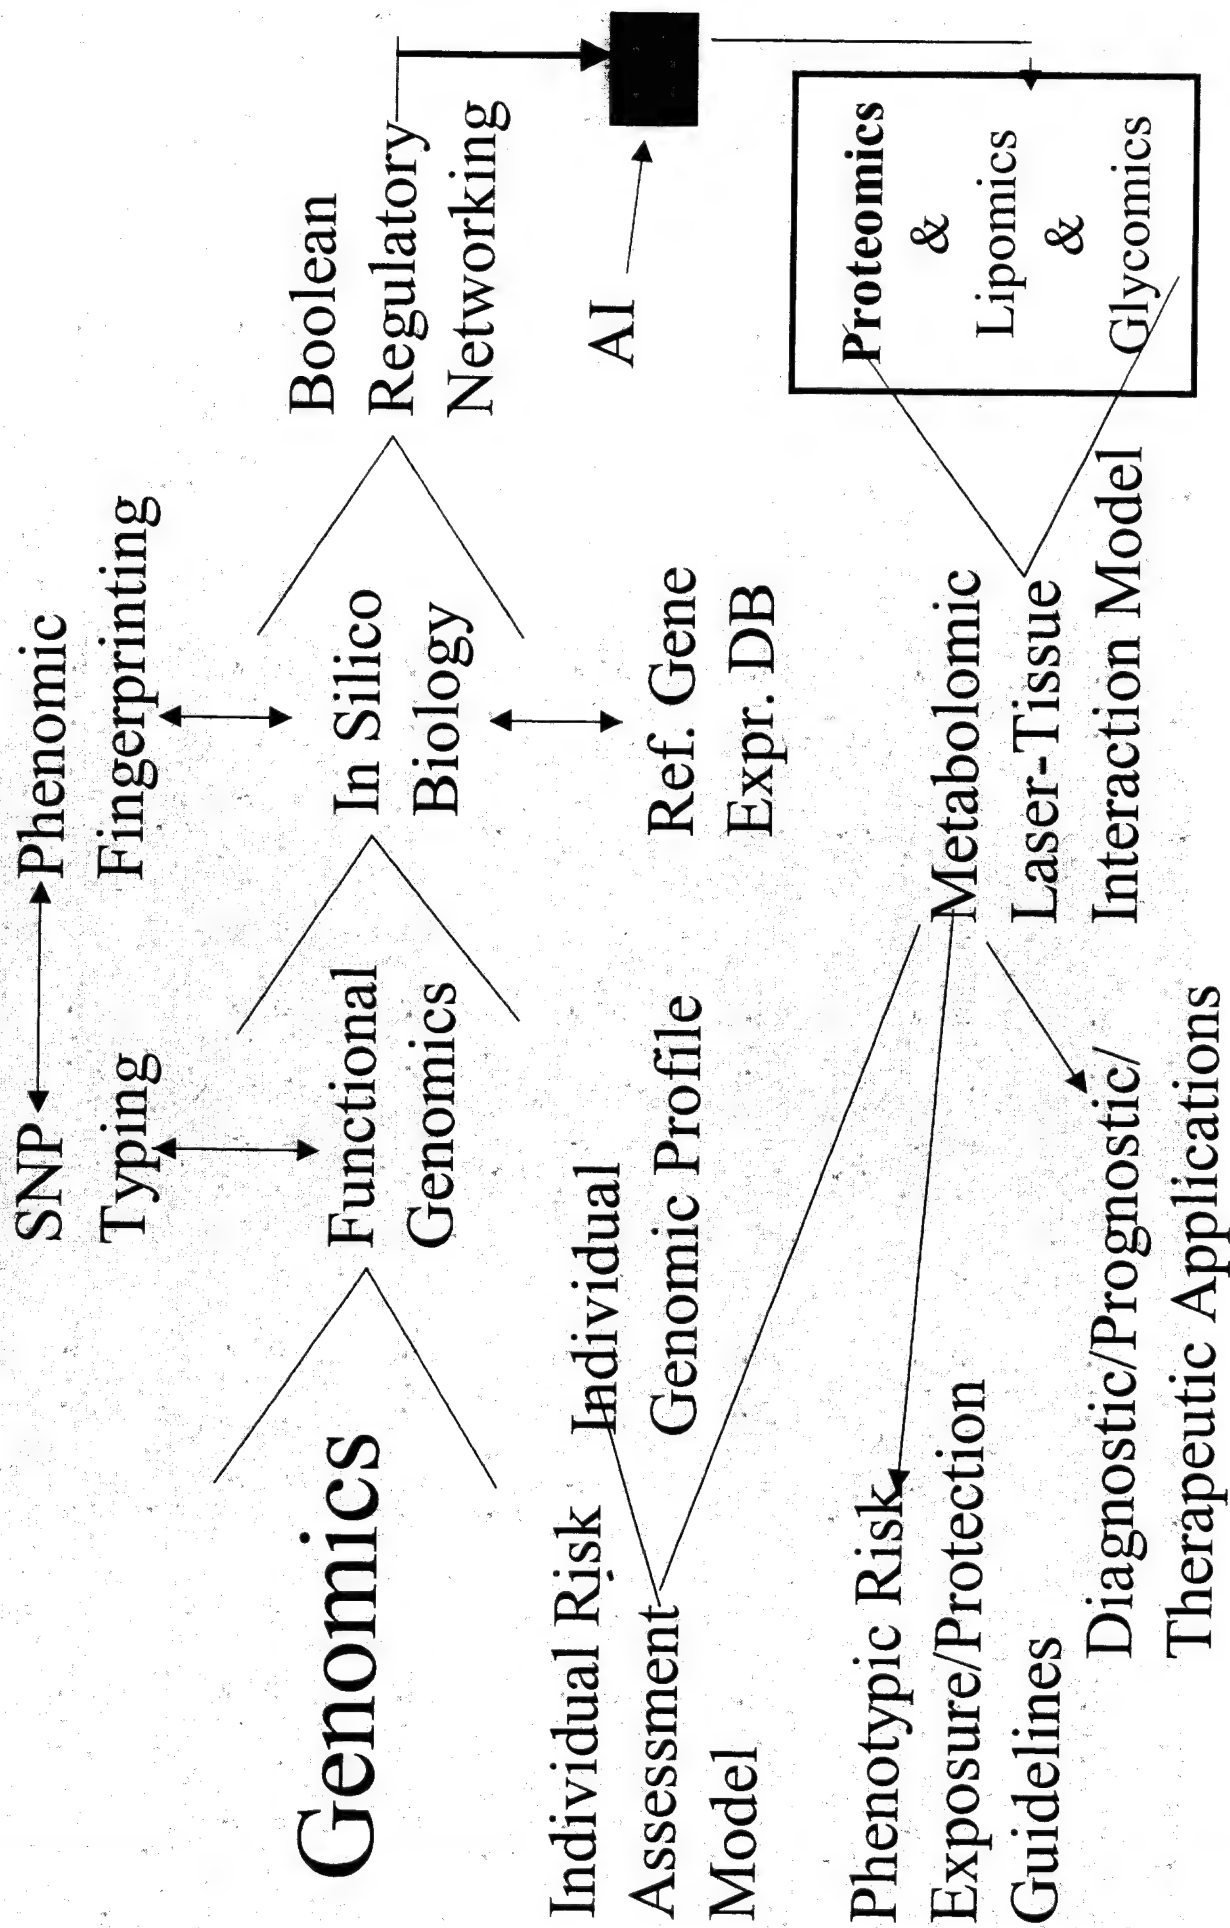 SNP
Typing
Phenomic
Fingerprinting
Genomics
Functional
Genomics
In Silico
Biology
Boolean
Regulatory
Networking
Individual Risk
Assessment
Model
Individual
Genomic Profile
Ref. Gene
Expr. DB
AI
Phenotypic Risk
Exposure/Protection
Guidelines
Diagnostic/Prognostic/
Therapeutic Applications
Metabolomic
Laser-Tissue
Interaction Model
Proteomics
&
Lipomics
&
Glycomics